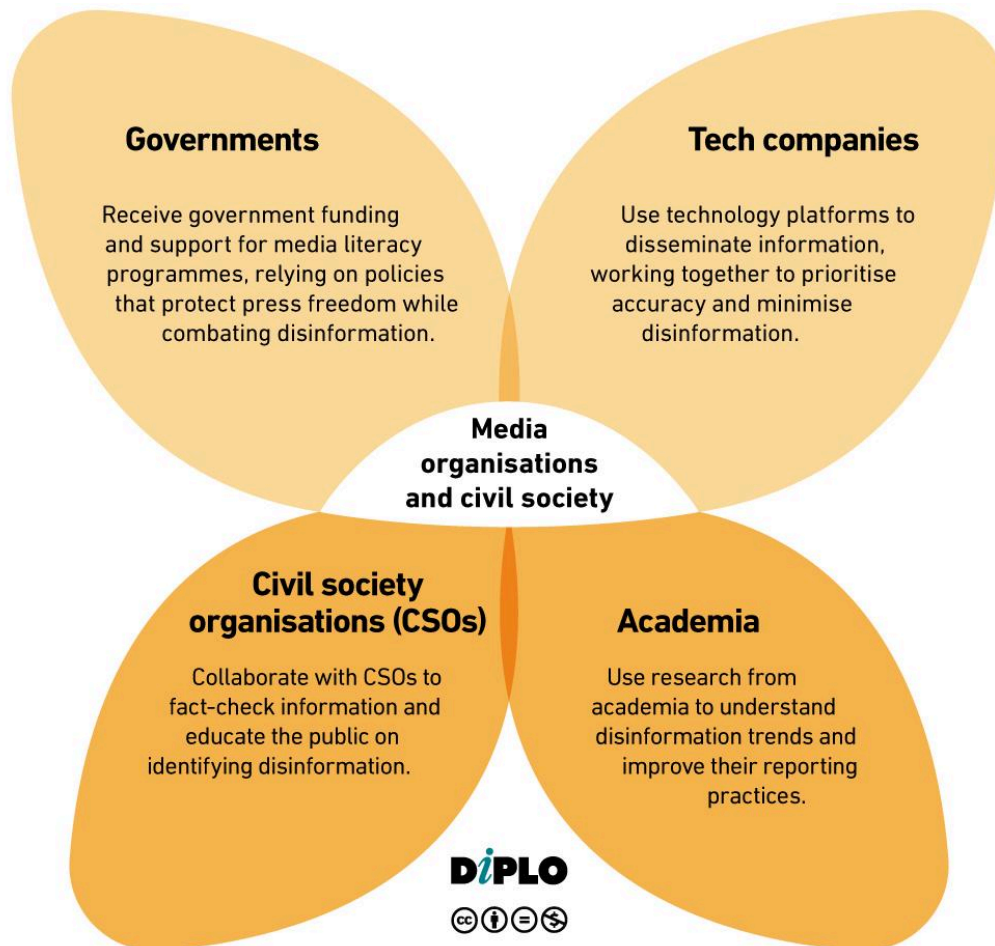 Governments
Receive government funding
and support for media literacy
programmes, relying on policies
that protect press freedom while
combating disinformation.
Tech companies
Use technology platforms to
disseminate information,
working together to prioritise
accuracy and minimise
disinformation.
Media
organisations
and civil society
Civil society
organisations (CSOs)
Collaborate with CSOs to
fact-check information and
educate the public on
identifying disinformation.
Academia
Use research from
academia to understand
disinformation trends and
improve their reporting
practices.
DiPLO
cc